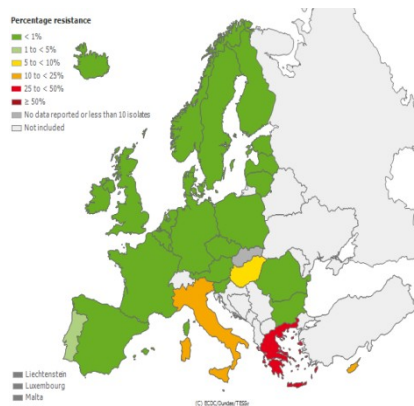 Percentage resistance
< 1%
1 to < 5%
5 to < 10%
10 to < 25%
25 to < 50%
≥ 50%
No data reported or less than 10 isolates
Not included
Liechtenstein
Luxembourg
Malta
(C) ECDC/Dundas/TESSy